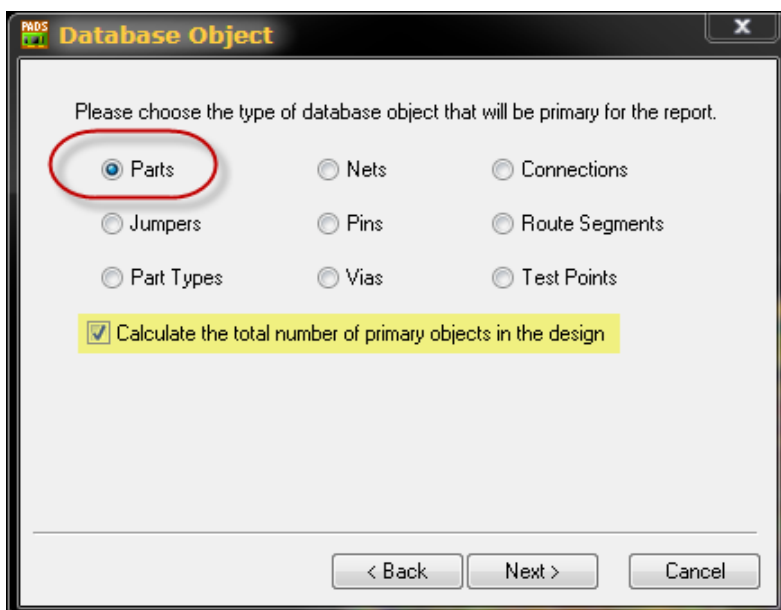 PADS
Database Object
x
Please choose the type of database object that will be primary for the report.
Parts Nets Connections
Jumpers Pins Route Segments
Part Types Vias Test Points
Calculate the total number of primary objects in the design
< Back Next > Cancel